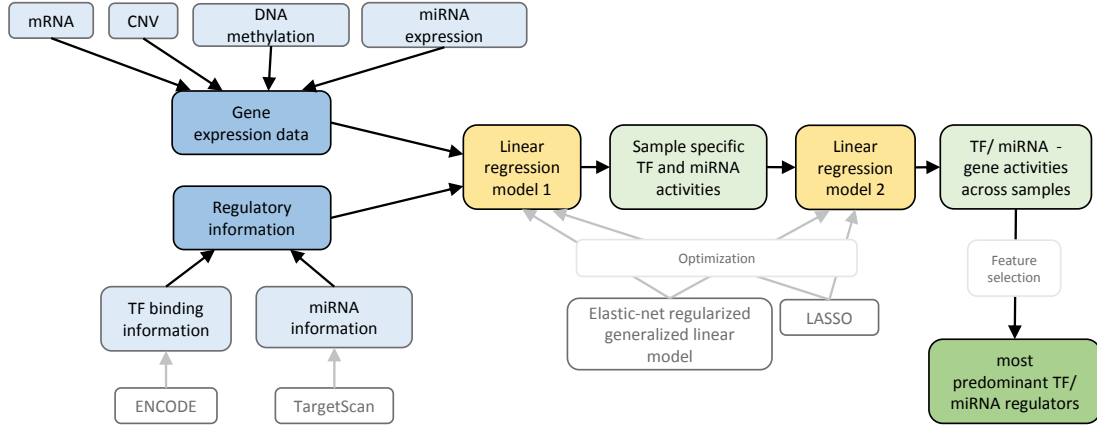 mRNA
CNV
DNA
methylation
miRNA
expression
Gene
expression data
Regulatory
information
TF binding
information
miRNA
information
ENCODE
TargetScan
Linear
regression
model 1
Sample specific
TF and miRNA
activities
Linear
regression
model 2
TF/ miRNA -
gene activities
across samples
Optimization
Elastic-net regularized
generalized linear
model
LASSO
Feature
selection
most
predominant TF/
miRNA regulators